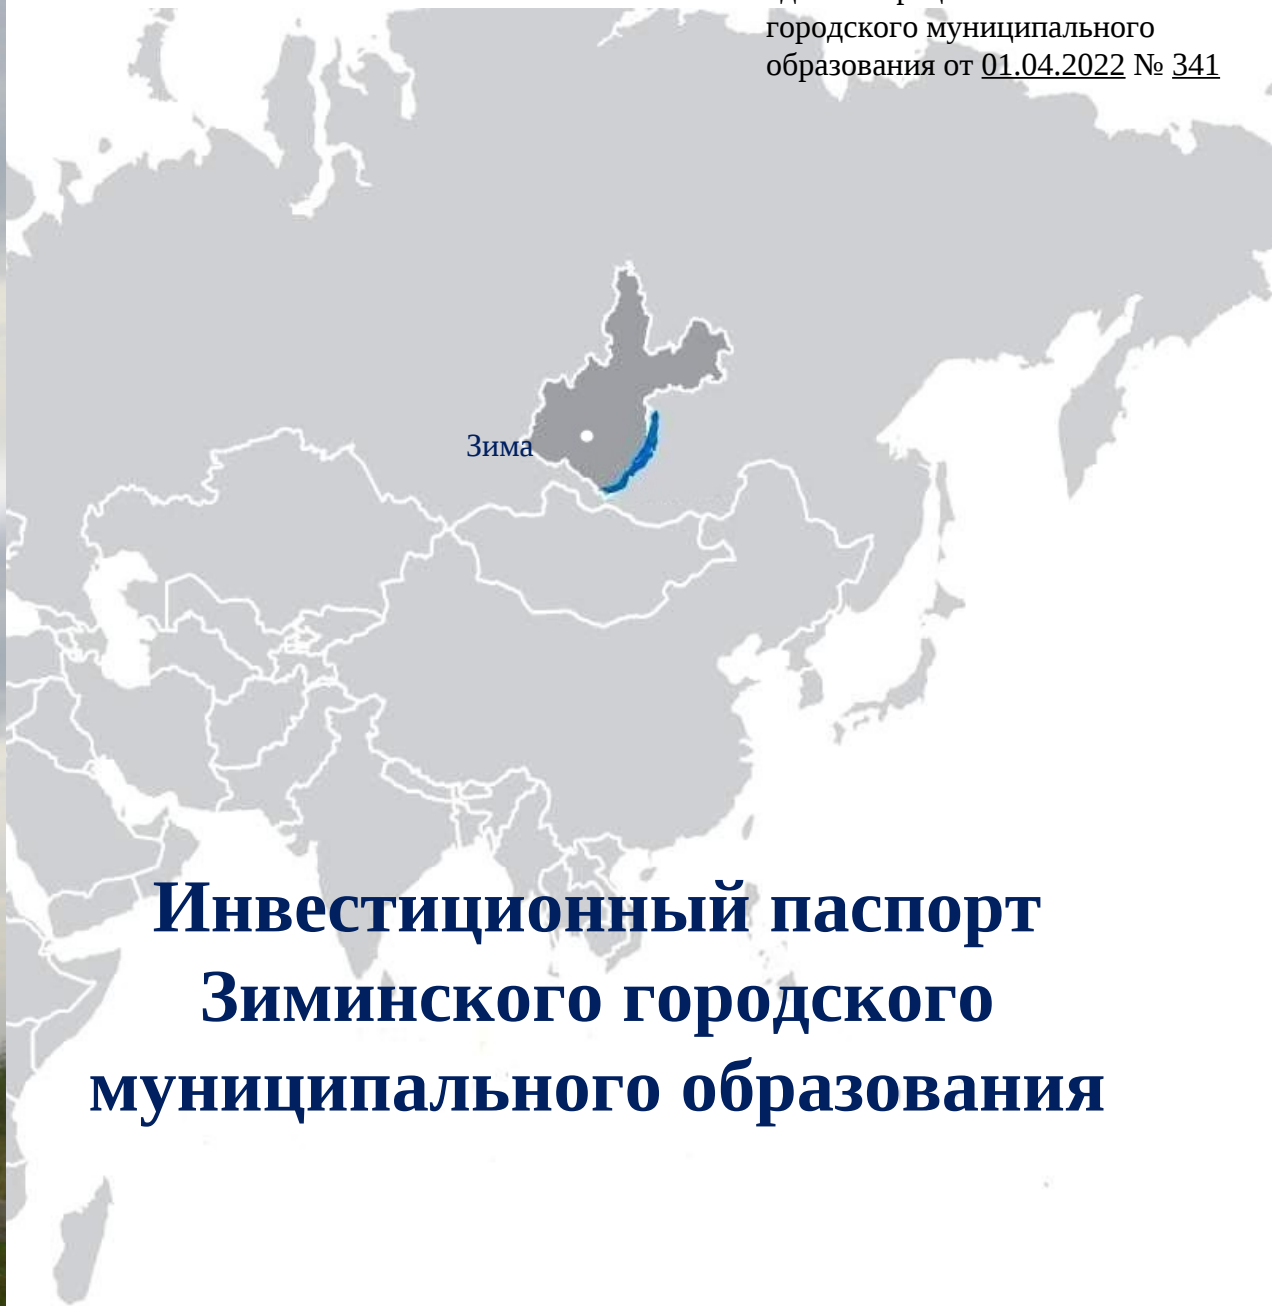 городского муниципального
образования от 01.04.2022 № 341
Зима
Инвестиционный паспорт
Зиминского городского
муниципального образования